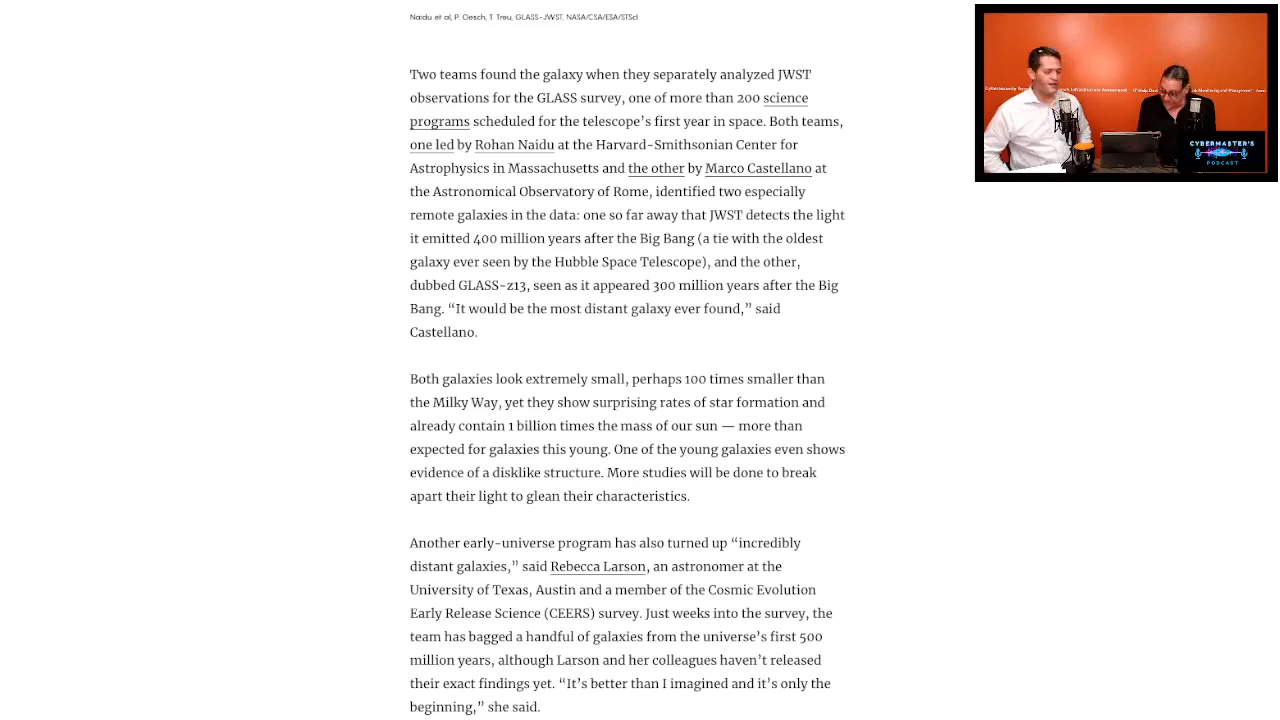 Naidu et al, P. Oesch, T. Treu, GLASS-JWST, NASA/CSA/ESA/STScI
Two teams found the galaxy when they separately analyzed JWST
observations for the GLASS survey, one of more than 200 science
programs scheduled for the telescope’s first year in space. Both teams,
one led by Rohan Naidu at the Harvard-Smithsonian Center for
Astrophysics in Massachusetts and the other by Marco Castellano at
the Astronomical Observatory of Rome, identified two especially
remote galaxies in the data: one so far away that JWST detects the light
it emitted 400 million years after the Big Bang (a tie with the oldest
galaxy ever seen by the Hubble Space Telescope), and the other,
dubbed GLASS-z13, seen as it appeared 300 million years after the Big
Bang. “It would be the most distant galaxy ever found,” said
Castellano.
Both galaxies look extremely small, perhaps 100 times smaller than
the Milky Way, yet they show surprising rates of star formation and
already contain 1 billion times the mass of our sun — more than
expected for galaxies this young. One of the young galaxies even shows
evidence of a disklike structure. More studies will be done to break
apart their light to glean their characteristics.
Another early-universe program has also turned up “incredibly
distant galaxies,” said Rebecca Larson, an astronomer at the
University of Texas, Austin and a member of the Cosmic Evolution
Early Release Science (CEERS) survey. Just weeks into the survey, the
team has bagged a handful of galaxies from the universe’s first 500
million years, although Larson and her colleagues haven’t released
their exact findings yet. “It’s better than I imagined and it’s only the
beginning,” she said.
Cybersecurity Infrastructure Assessment IT Help Monitoring and Management
CYBERMASTER'S
PODCAST